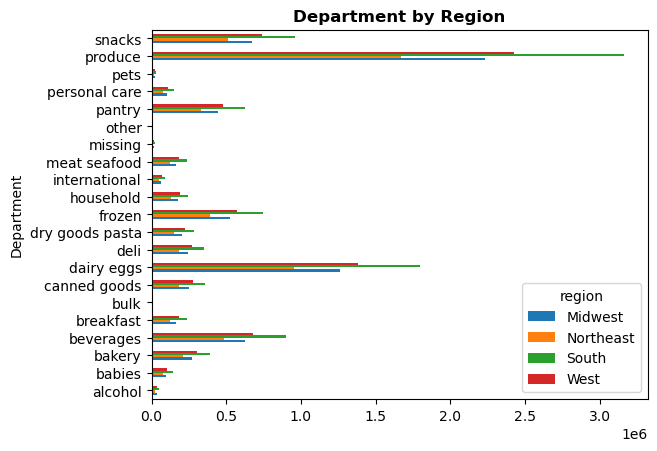 Department by Region
Department
snacks
produce
pets
personal care
pantry
other
missing
meat seafood
international
household
frozen
dry goods pasta
deli
dairy eggs
canned goods
bulk
breakfast
beverages
bakery
babies
alcohol
region
Midwest
Northeast
South
West
0.0 0.5 1.0 1.5 2.0 2.5 3.0
1e6